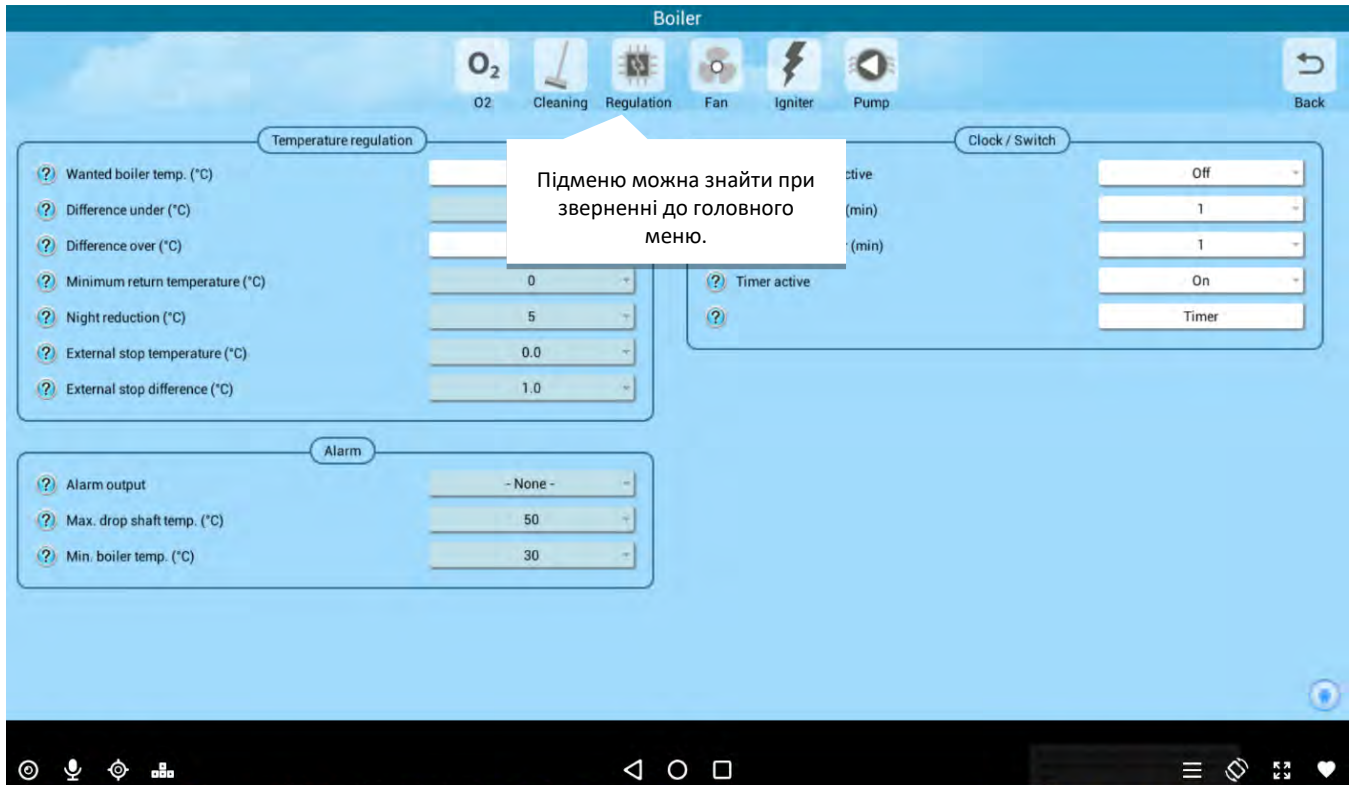 Boiler
O₂
O2
Cleaning
Regulation
Fan
Igniter
Pump
Back
Temperature regulation
Wanted boiler temp. (°C)
Difference under (°C)
Difference over (°C)
Minimum return temperature (°C)
0
Night reduction (°C)
5
External stop temperature (°C)
0.0
External stop difference (°C)
1.0
Підменю можна знайти при
зверненні до головного
меню.
Clock / Switch
Off
(min)
1
(min)
1
Timer active
On
Timer
Alarm
Alarm output
- None -
Max. drop shaft temp. (°C)
50
Min. boiler temp. (°C)
30